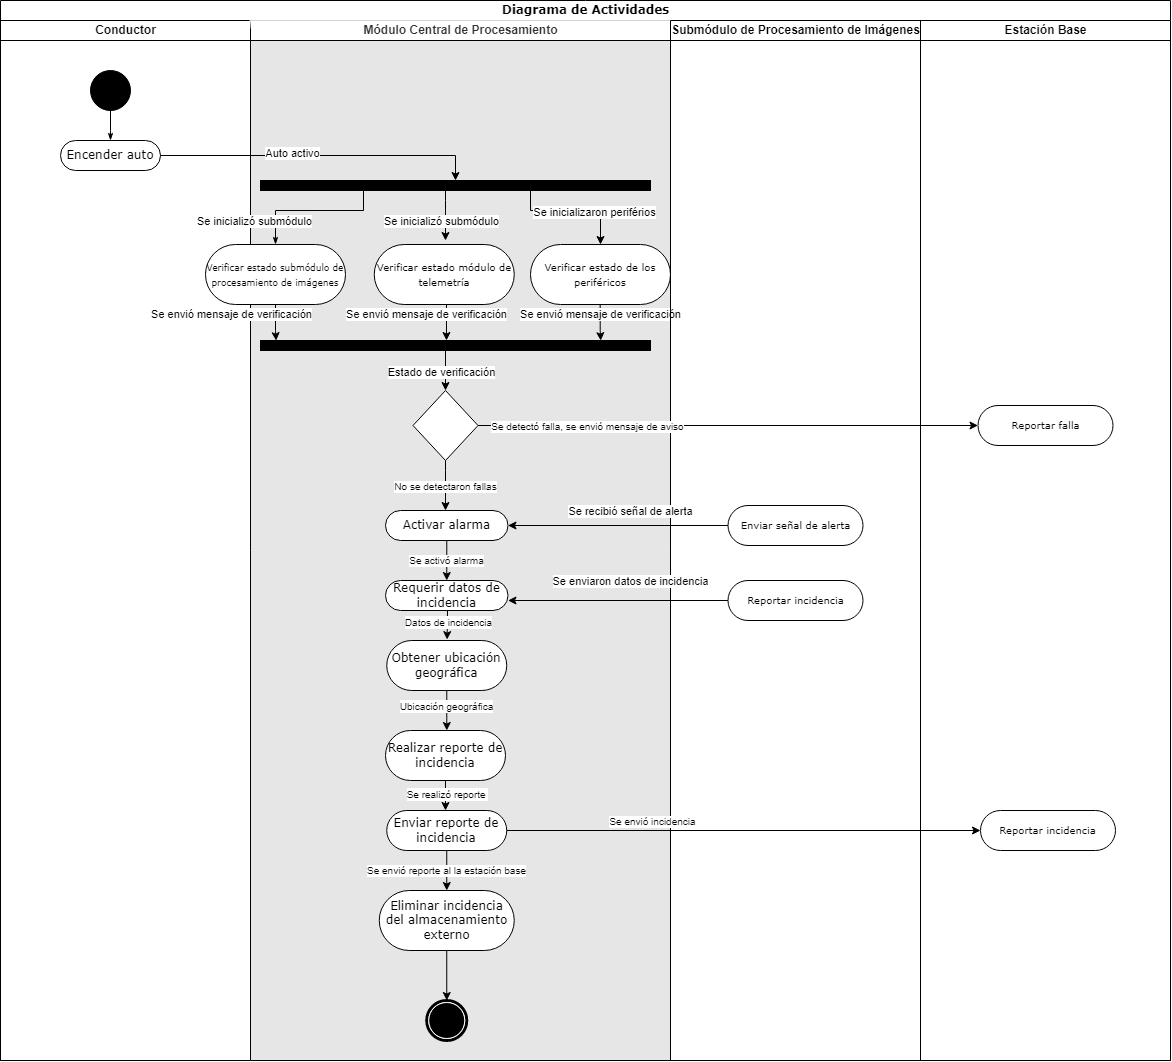 Diagrama de Actividades
Conductor
Módulo Central de Procesamiento
Submódulo de Procesamiento de Imágenes
Estación Base
Encender auto
Auto activo
Se inicializó submódulo
Se inicializó submódulo
Se inicializaron periférios
Verificar estado submódulo de
procesamiento de imágenes
Verificar estado módulo de
telemetría
Verificar estado de los
periféricos
Se envió mensaje de verificación
Se envió mensaje de verificación
Se envió mensaje de verificación
Estado de verificación
Se detectó falla, se envió mensaje de aviso
Reportar falla
No se detectaron fallas
Activar alarma
Se recibió señal de alerta
Enviar señal de alerta
Se activó alarma
Requerir datos de
incidencia
Se enviaron datos de incidencia
Reportar incidencia
Datos de incidencia
Obtener ubicación
geográfica
Ubicación geográfica
Realizar reporte de
incidencia
Se realizó reporte
Enviar reporte de
incidencia
Se envió incidencia
Reportar incidencia
Se envió reporte al la estación base
Eliminar incidencia
del almacenamiento
externo